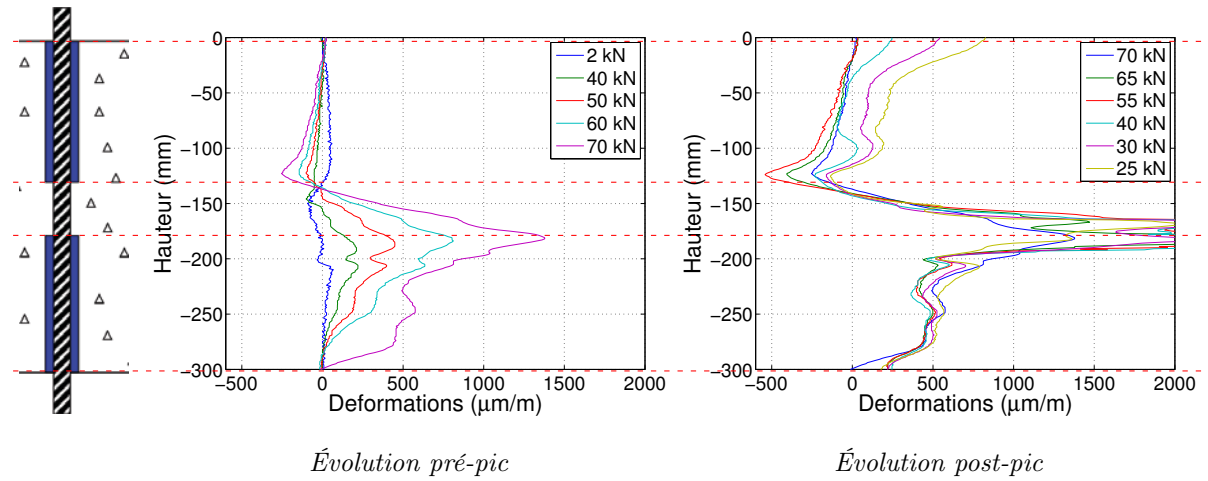 0
−50
−100
−150
−200
−250
−300
Hauteur (mm)
−500 0 500 1000 1500 2000
Deformations (μm/m)
2 kN
40 kN
50 kN
60 kN
70 kN
Évolution pré-pic
0
−50
−100
−150
−200
−250
−300
Hauteur (mm)
−500 0 500 1000 1500 2000
Deformations (μm/m)
70 kN
65 kN
55 kN
40 kN
30 kN
25 kN
Évolution post-pic